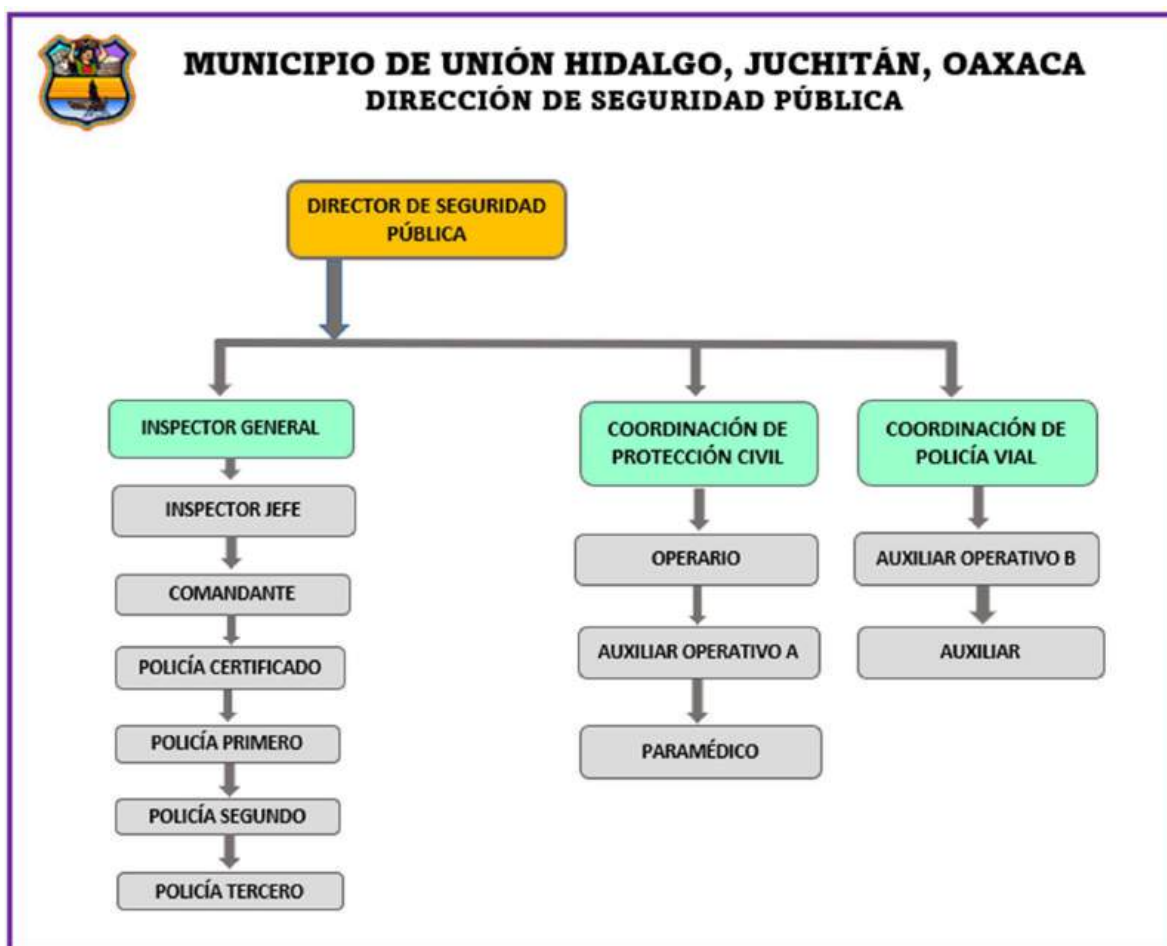 MUNICIPIO DE UNIÓN HIDALGO, JUCHITÁN, OAXACA
DIRECCIÓN DE SEGURIDAD PÚBLICA
DIRECTOR DE SEGURIDAD
PÚBLICA
INSPECTOR GENERAL
INSPECTOR JEFE
COMANDANTE
POLICÍA CERTIFICADO
POLICÍA PRIMERO
POLICÍA SEGUNDO
POLICÍA TERCERO
COORDINACIÓN DE
PROTECCIÓN CIVIL
OPERARIO
AUXILIAR OPERATIVO A
PARAMÉDICO
COORDINACIÓN DE
POLICÍA VIAL
AUXILIAR OPERATIVO B
AUXILIAR